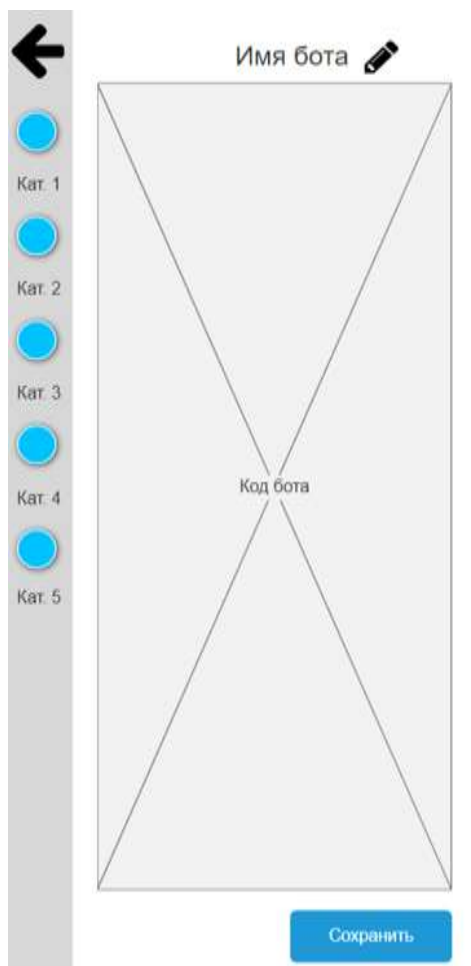 Имя бота
Кат. 1
Кат. 2
Кат. 3
Кат. 4
Кат. 5
Код бота
Сохранить